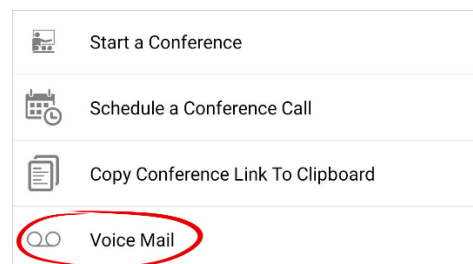 Start a Conference
Schedule a Conference Call
Copy Conference Link To Clipboard
Voice Mail